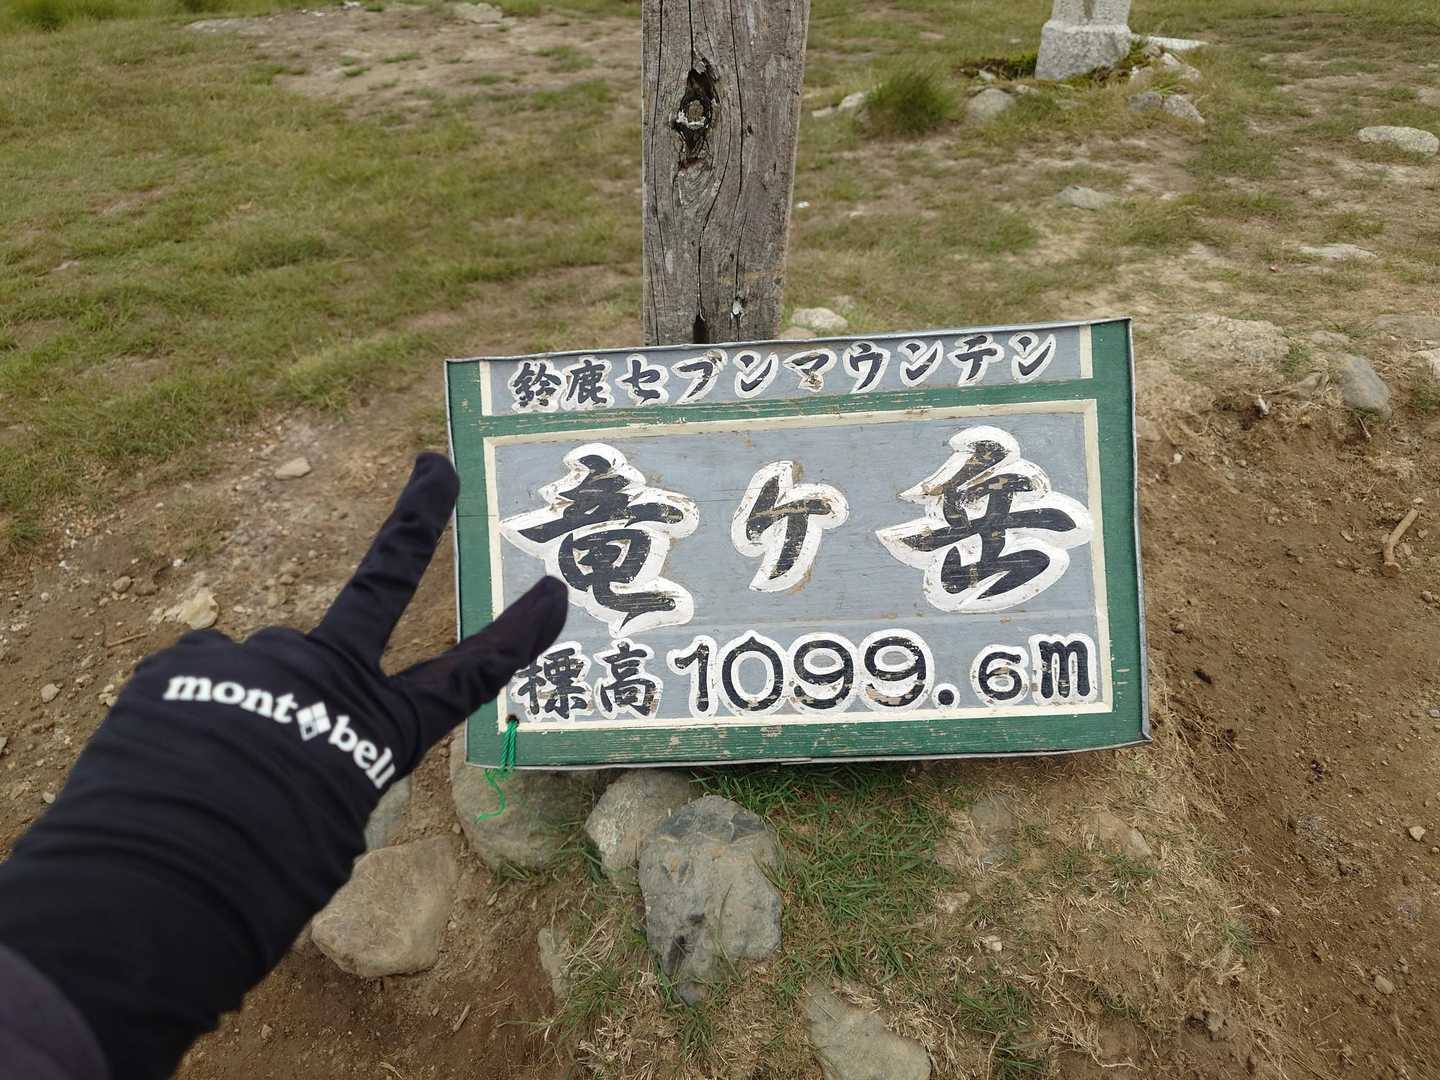 鈴鹿セブンマウンテン
竜ヶ岳
標高1099.6m
mont bell